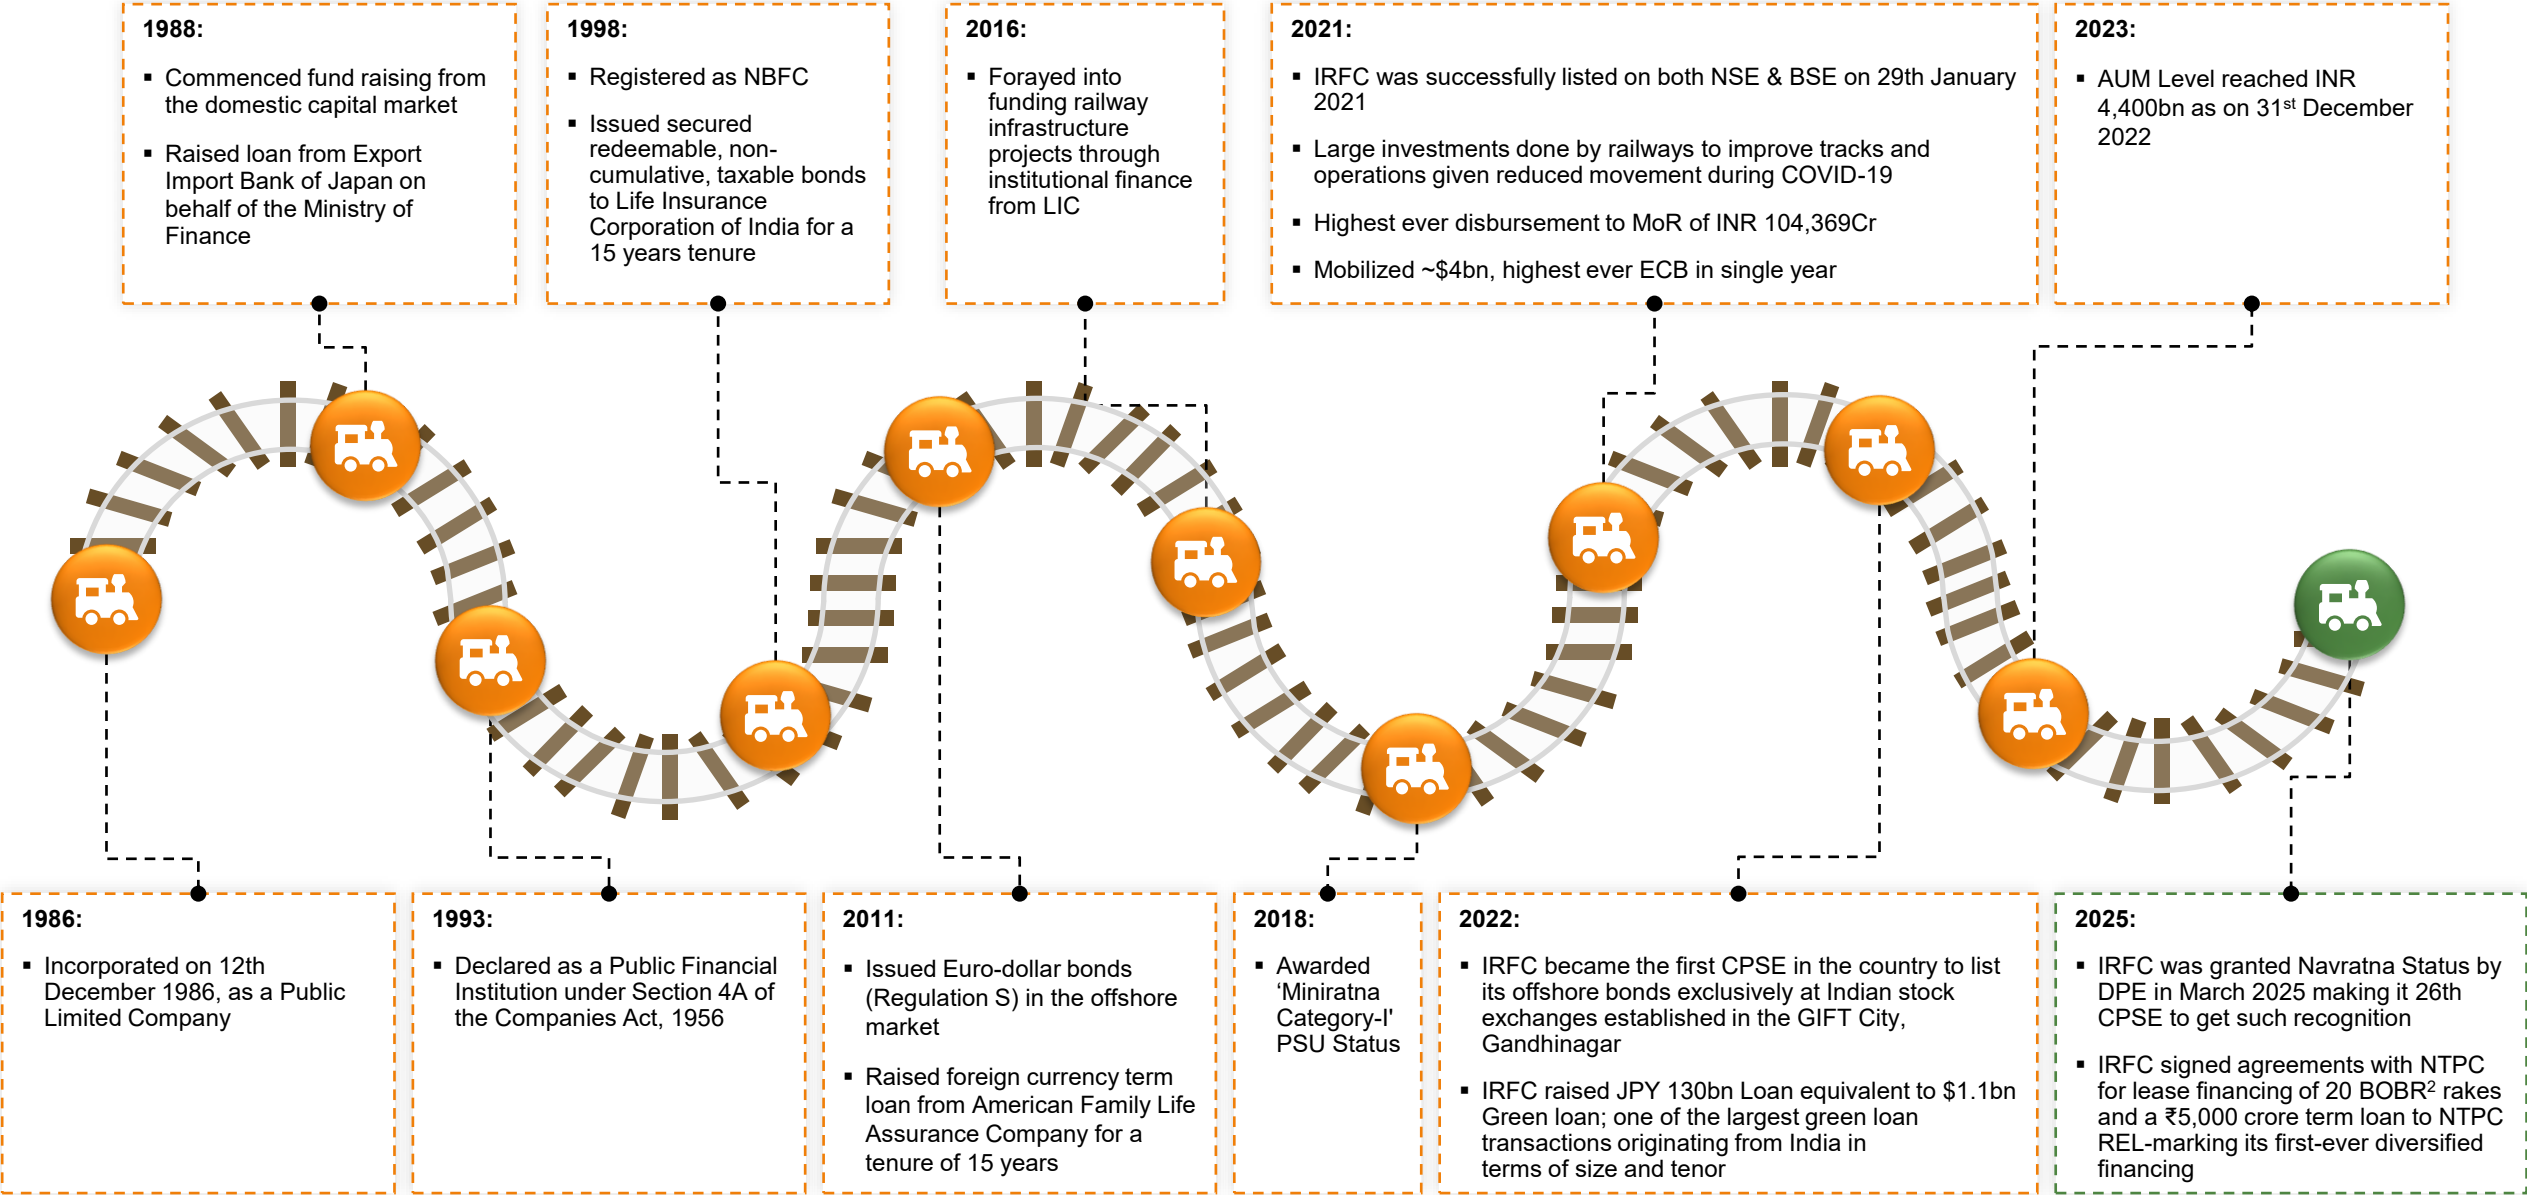 1988:
▪ Commenced fund raising from
the domestic capital market
▪ Raised loan from Export
Import Bank of Japan on
behalf of the Ministry of
Finance
1998:
▪ Registered as NBFC
▪ Issued secured
redeemable, non-
cumulative, taxable bonds
to Life Insurance
Corporation of India for a
15 years tenure
2016:
▪ Forayed into
funding railway
infrastructure
projects through
institutional finance
from LIC
2021:
▪ IRFC was successfully listed on both NSE & BSE on 29th January
2021
▪ Large investments done by railways to improve tracks and
operations given reduced movement during COVID-19
▪ Highest ever disbursement to MoR of INR 104,369Cr
▪ Mobilized ~$4bn, highest ever ECB in single year
2023:
▪ AUM Level reached INR
4,400bn as on 31st December
2022
1986:
▪ Incorporated on 12th
December 1986, as a Public
Limited Company
1993:
▪ Declared as a Public Financial
Institution under Section 4A of
the Companies Act, 1956
2011:
▪ Issued Euro-dollar bonds
(Regulation S) in the offshore
market
▪ Raised foreign currency term
loan from American Family Life
Assurance Company for a
tenure of 15 years
2018:
▪ Awarded
‘Miniratna
Category-I'
PSU Status
2022:
▪ IRFC became the first CPSE in the country to list
its offshore bonds exclusively at Indian stock
exchanges established in the GIFT City,
Gandhinagar
▪ IRFC raised JPY 130bn Loan equivalent to $1.1bn
Green loan; one of the largest green loan
transactions originating from India in
terms of size and tenor
2025:
▪ IRFC was granted Navratna Status by
DPE in March 2025 making it 26th
CPSE to get such recognition
▪ IRFC signed agreements with NTPC
for lease financing of 20 BOBR² rakes
and a ₹5,000 crore term loan to NTPC
REL-marking its first-ever diversified
financing